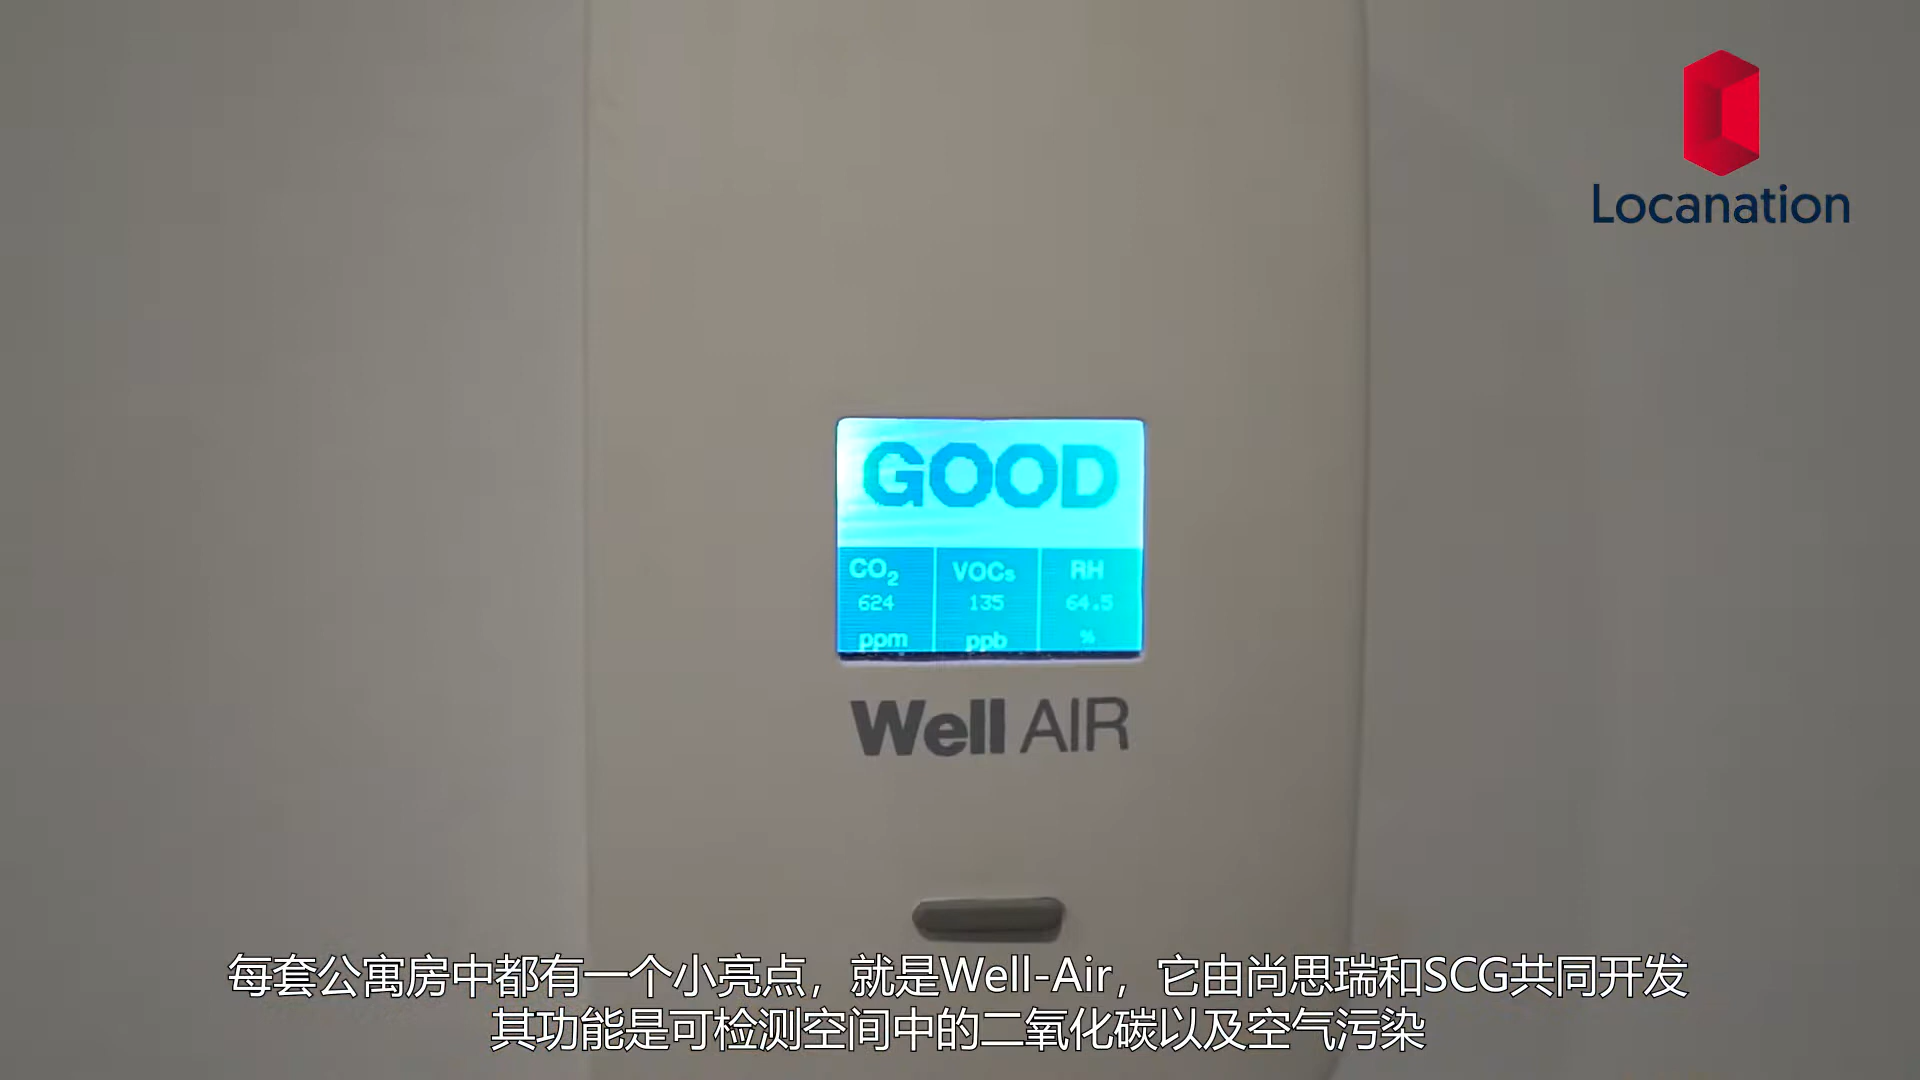 Locanation
GOOD
CO₂ VOCs RH
624 135 64.5
ppm ppb %
Well AIR
每套公寓房中都有一个小亮点，就是Well-Air，它由尚思瑞和SCG共同开发
其功能是可检测空间中的二氧化碳以及空气污染